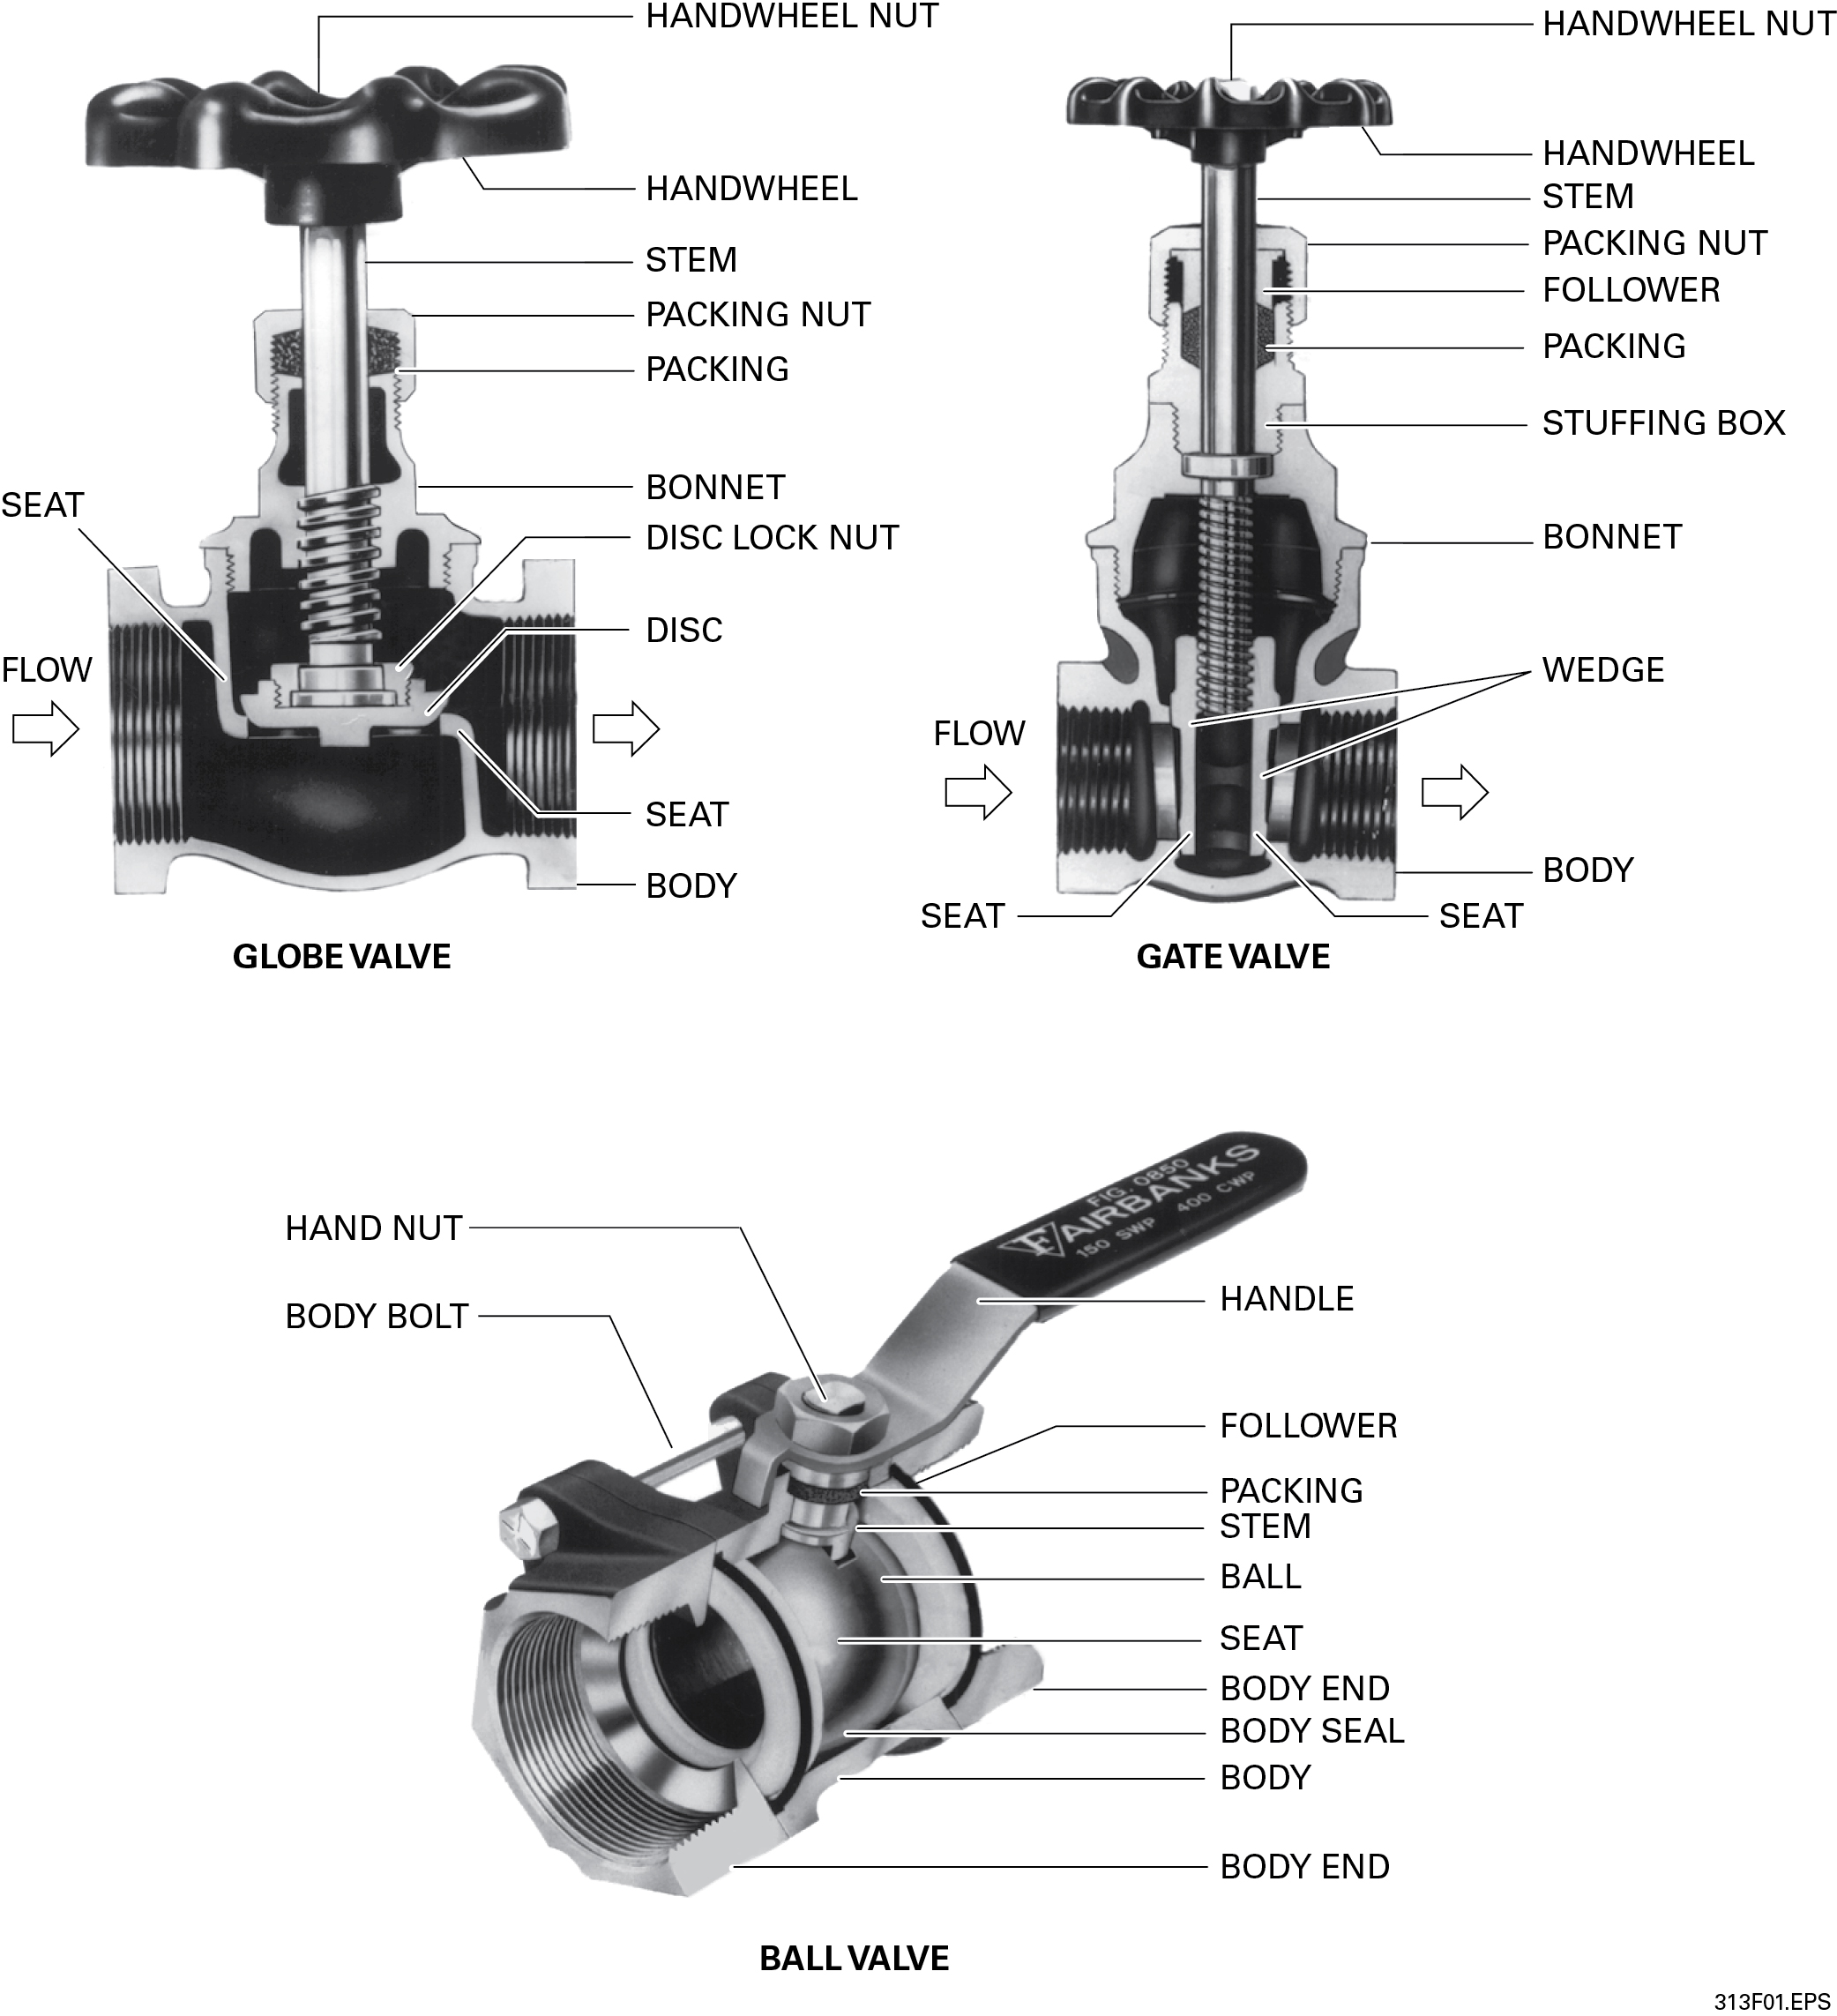 HANDWHEEL NUT
HANDWHEEL
STEM
PACKING NUT
PACKING
BONNET
DISC LOCK NUT
DISC
SEAT
BODY
SEAT
FLOW
GLOBE VALVE
HANDWHEEL NUT
HANDWHEEL
STEM
PACKING NUT
FOLLOWER
PACKING
STUFFING BOX
BONNET
WEDGE
BODY
FLOW
SEAT
SEAT
GATE VALVE
HAND NUT
BODY BOLT
FIG. 0850
FAIRBANKS
150 SWP 400 CWP
HANDLE
FOLLOWER
PACKING
STEM
BALL
SEAT
BODY END
BODY SEAL
BODY
BODY END
BALL VALVE
313F01.EPS